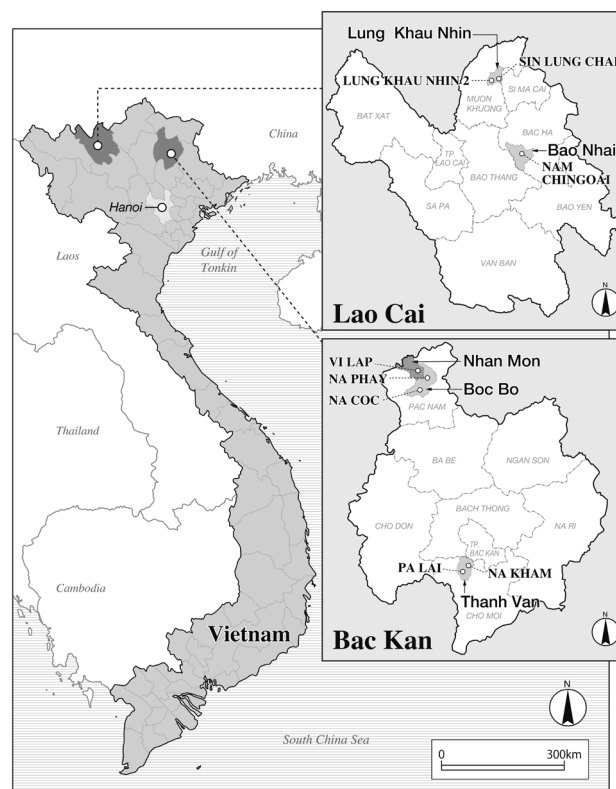 China
Hanoi
Laos
Gulf of
Tonkin
Thailand
Cambodia
Vietnam
South China Sea
N
0 300km
Lung Khau Nhin
SIN LUNG CHAI
LUNG KHAU NHIN 2
MUON
KHUONG
SI MA CAI
BAT XAT
BAC HA
Bao Nhai
TP.
LAO CAI
NAM
CHINGOAI
BAO THANG
SA PA
BAO YEN
VAN BAN
Lao Cai
N
VI LAP
Nhan Mon
NA PHAY
NA COC
Boc Bo
PAC NAM
BA BE
NGAN SON
BACH THONG
CHO DON
NA RI
TP.
BAC KAN
PA LAI
NA KHAM
Thanh Van
CHO MOI
Bac Kan
N